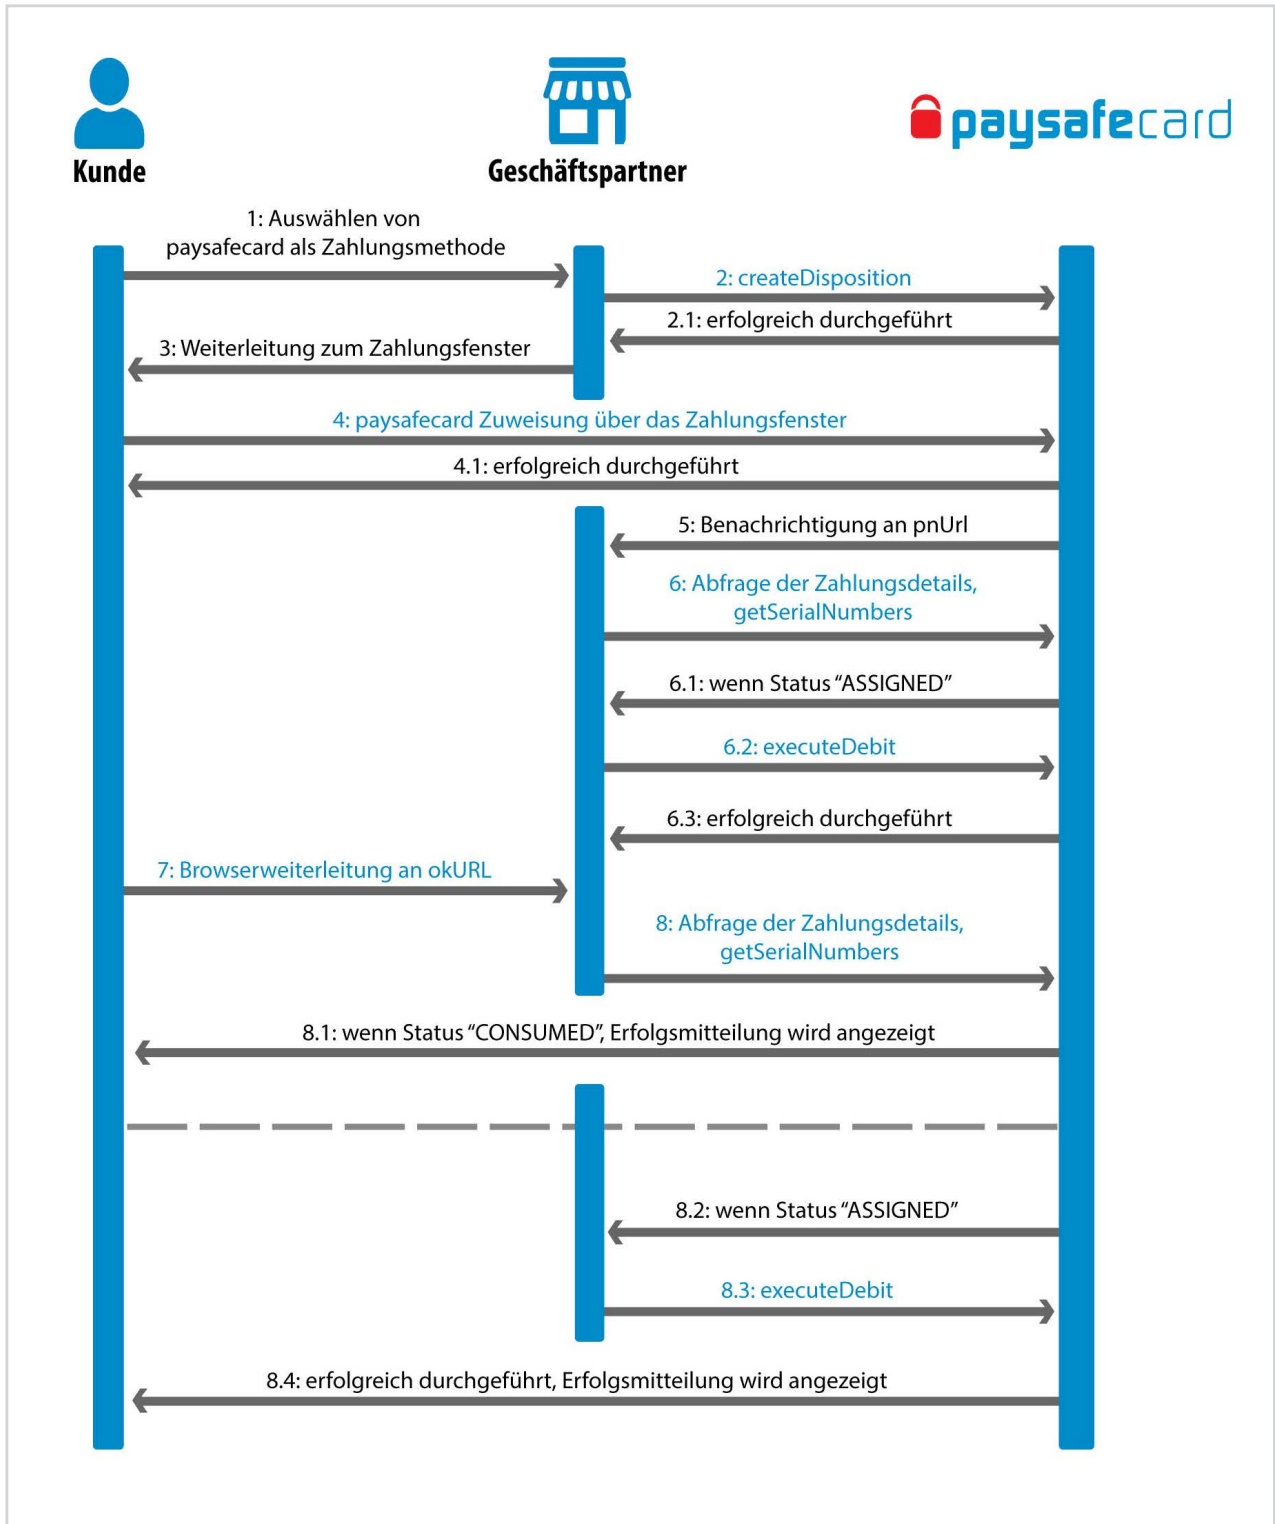 paysafecard
Kunde
Geschäftspartner
1: Auswählen von
paysafecard als Zahlungsmethode
2: createDisposition
2.1: erfolgreich durchgeführt
3: Weiterleitung zum Zahlungsfenster
4: paysafecard Zuweisung über das Zahlungsfenster
4.1: erfolgreich durchgeführt
5: Benachrichtigung an pnUrl
6: Abfrage der Zahlungsdetails,
getSerialNumbers
6.1: wenn Status “ASSIGNED”
6.2: executeDebit
6.3: erfolgreich durchgeführt
7: Browserweiterleitung an okURL
8: Abfrage der Zahlungsdetails,
getSerialNumbers
8.1: wenn Status “CONSUMED”, Erfolgsmitteilung wird angezeigt
8.2: wenn Status “ASSIGNED”
8.3: executeDebit
8.4: erfolgreich durchgeführt, Erfolgsmitteilung wird angezeigt